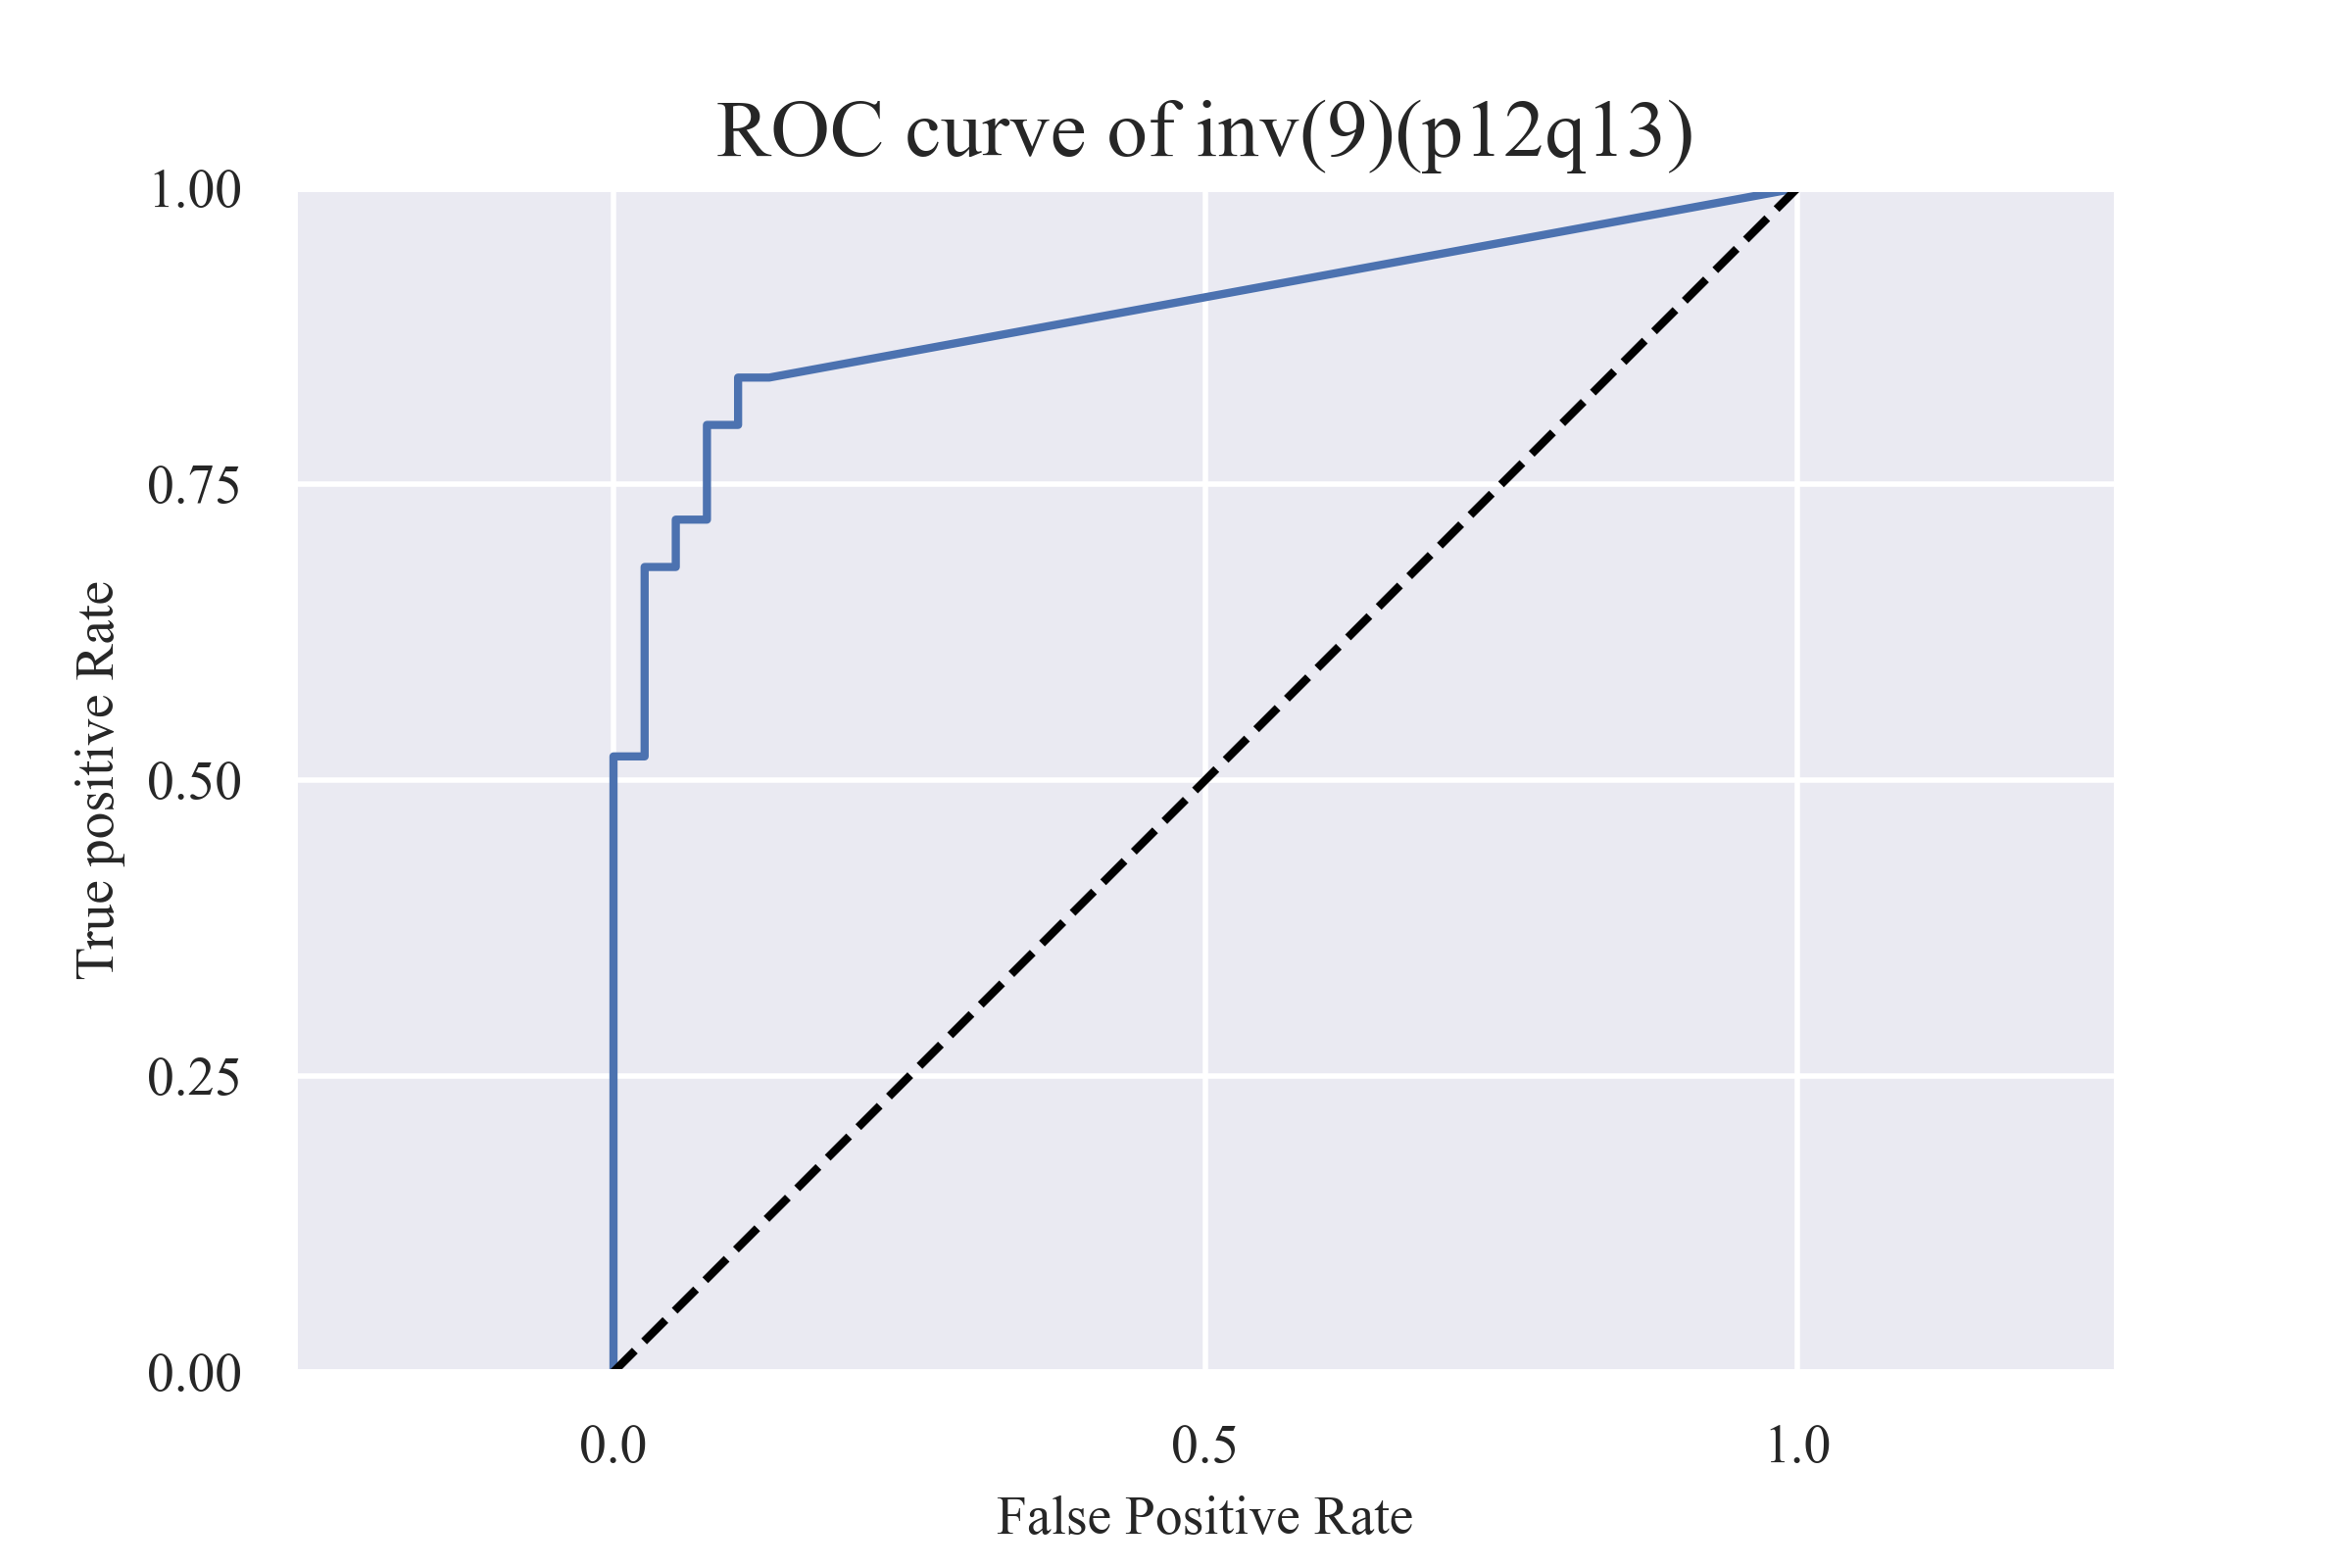 ROC curve of inv(9)(p12q13)
1.00
0.75
0.50
0.25
0.00
True positive Rate
0.0 0.5 1.0
False Positive Rate